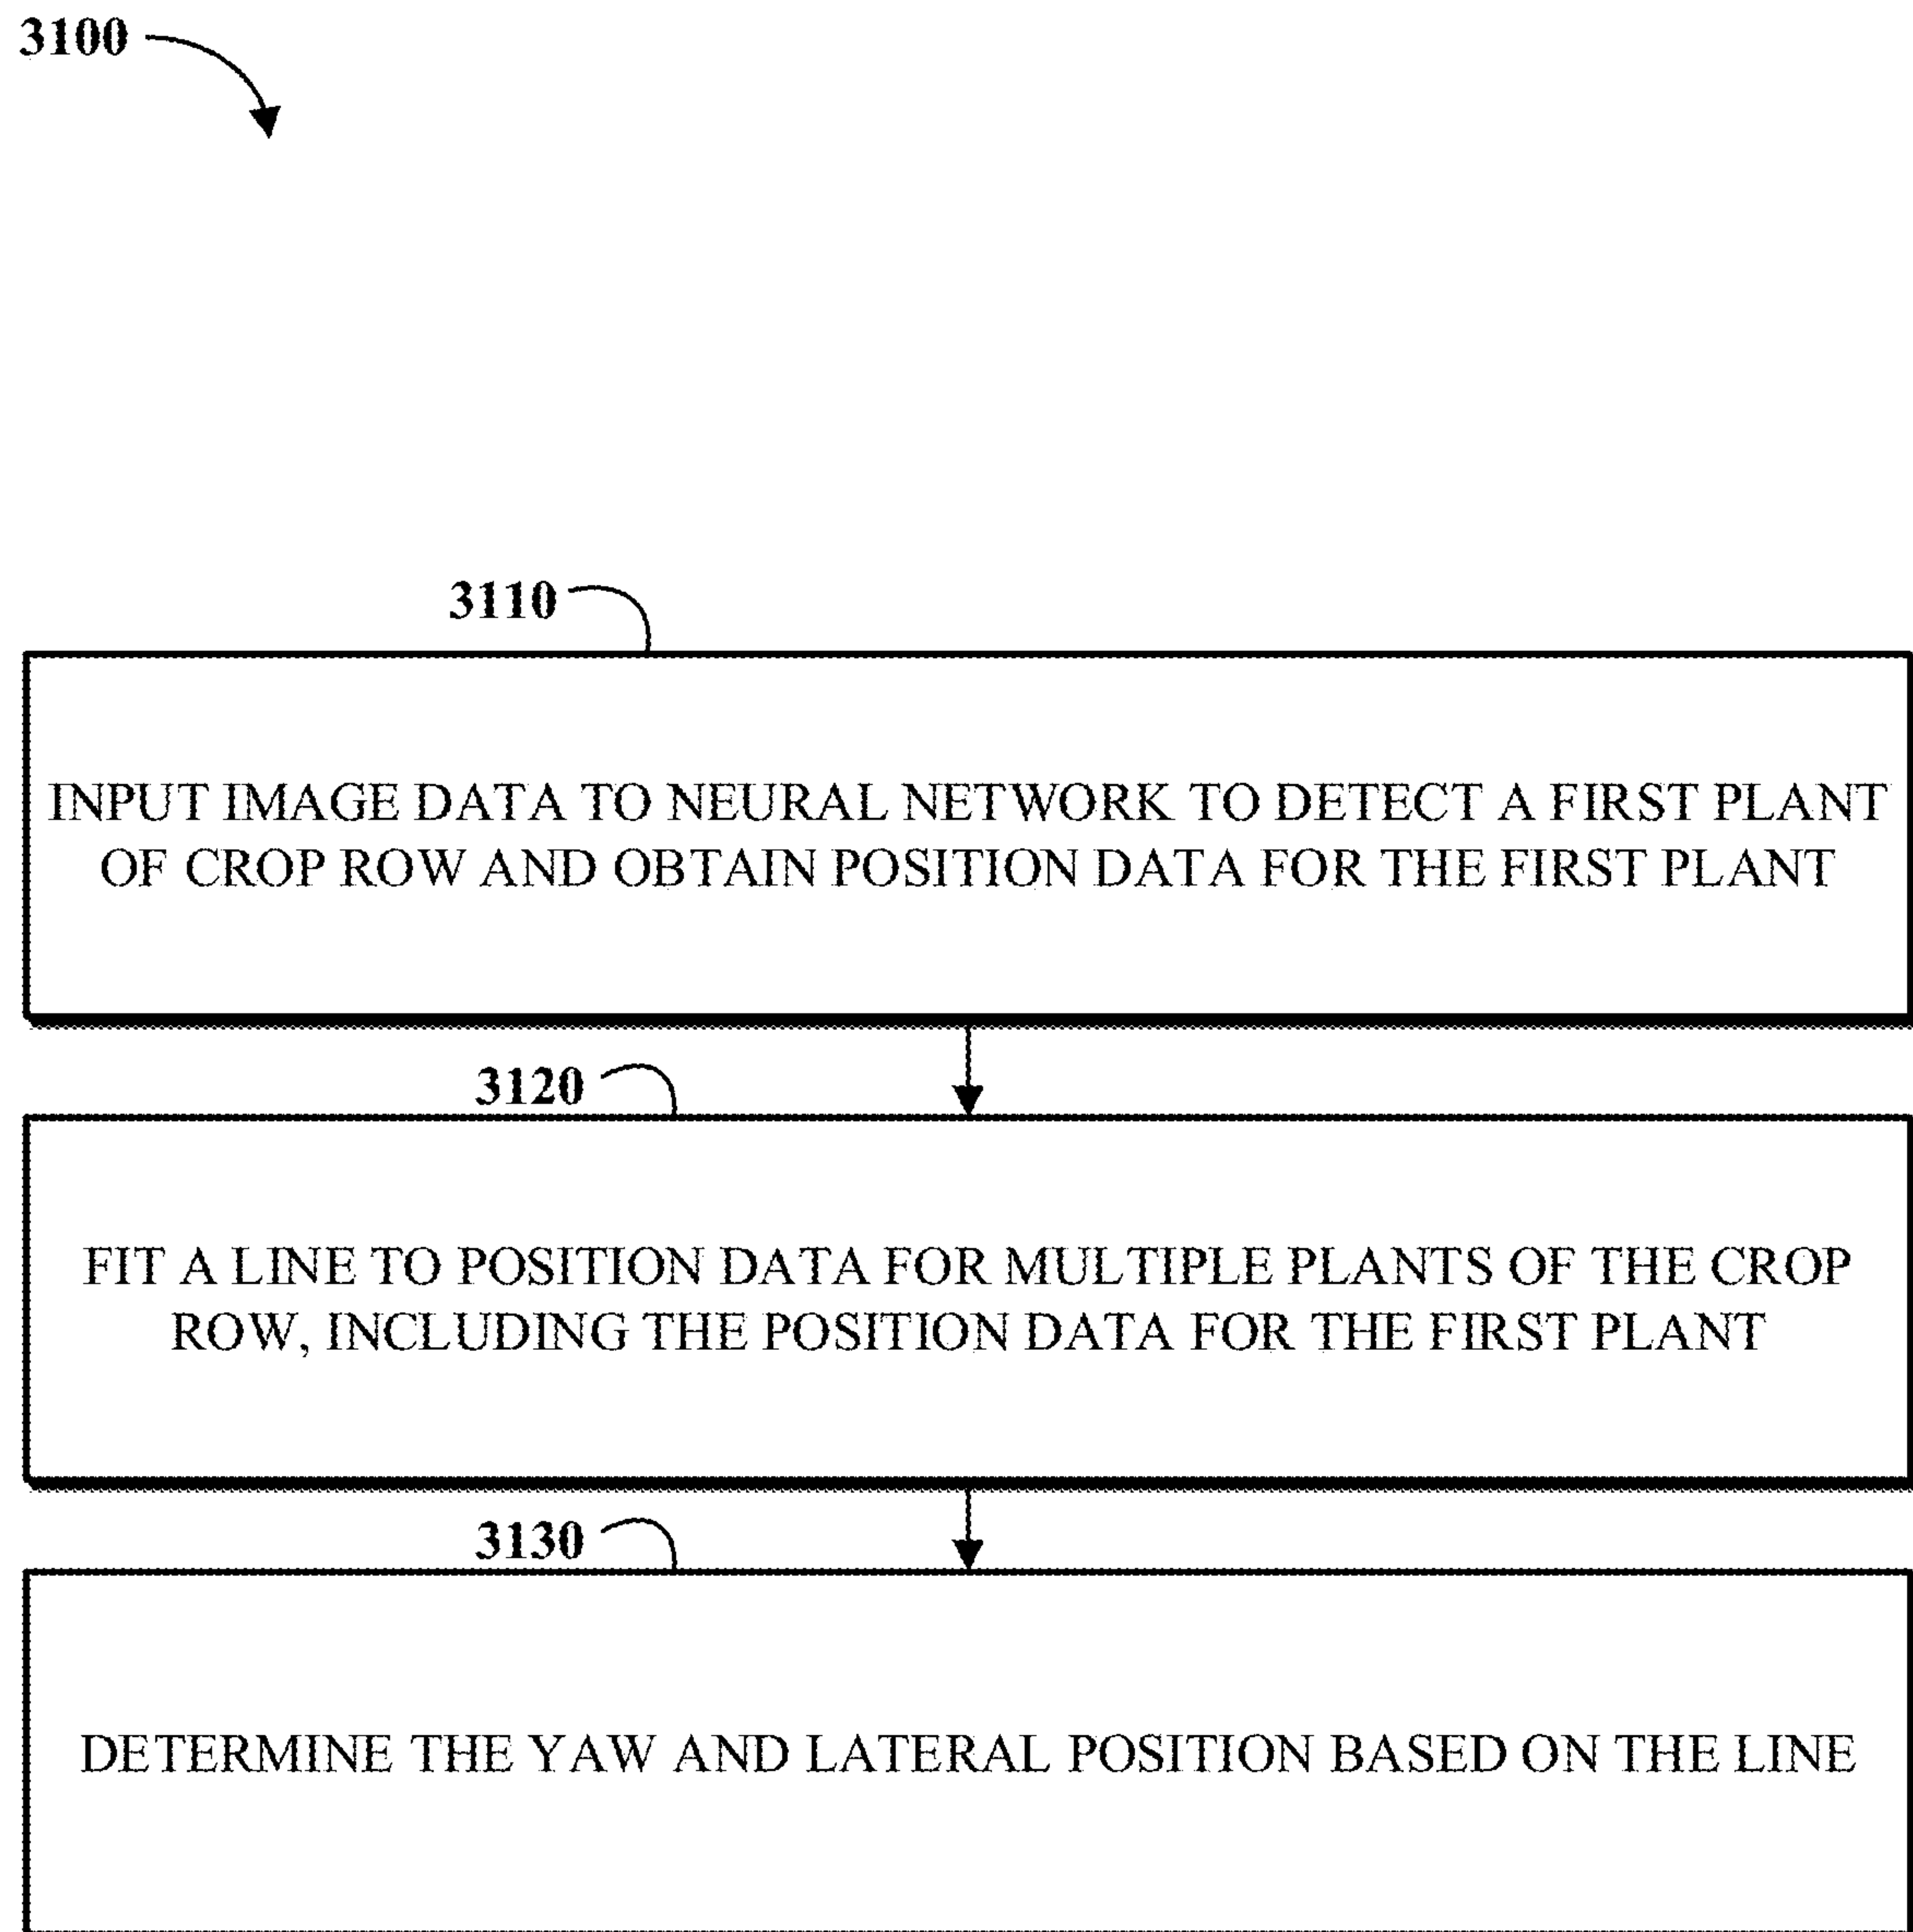 3100
3110
INPUT IMAGE DATA TO NEURAL NETWORK TO DETECT A FIRST PLANT
OF CROP ROW AND OBTAIN POSITION DATA FOR THE FIRST PLANT
3120
FIT A LINE TO POSITION DATA FOR MULTIPLE PLANTS OF THE CROP
ROW, INCLUDING THE POSITION DATA FOR THE FIRST PLANT
3130
DETERMINE THE YAW AND LATERAL POSITION BASED ON THE LINE